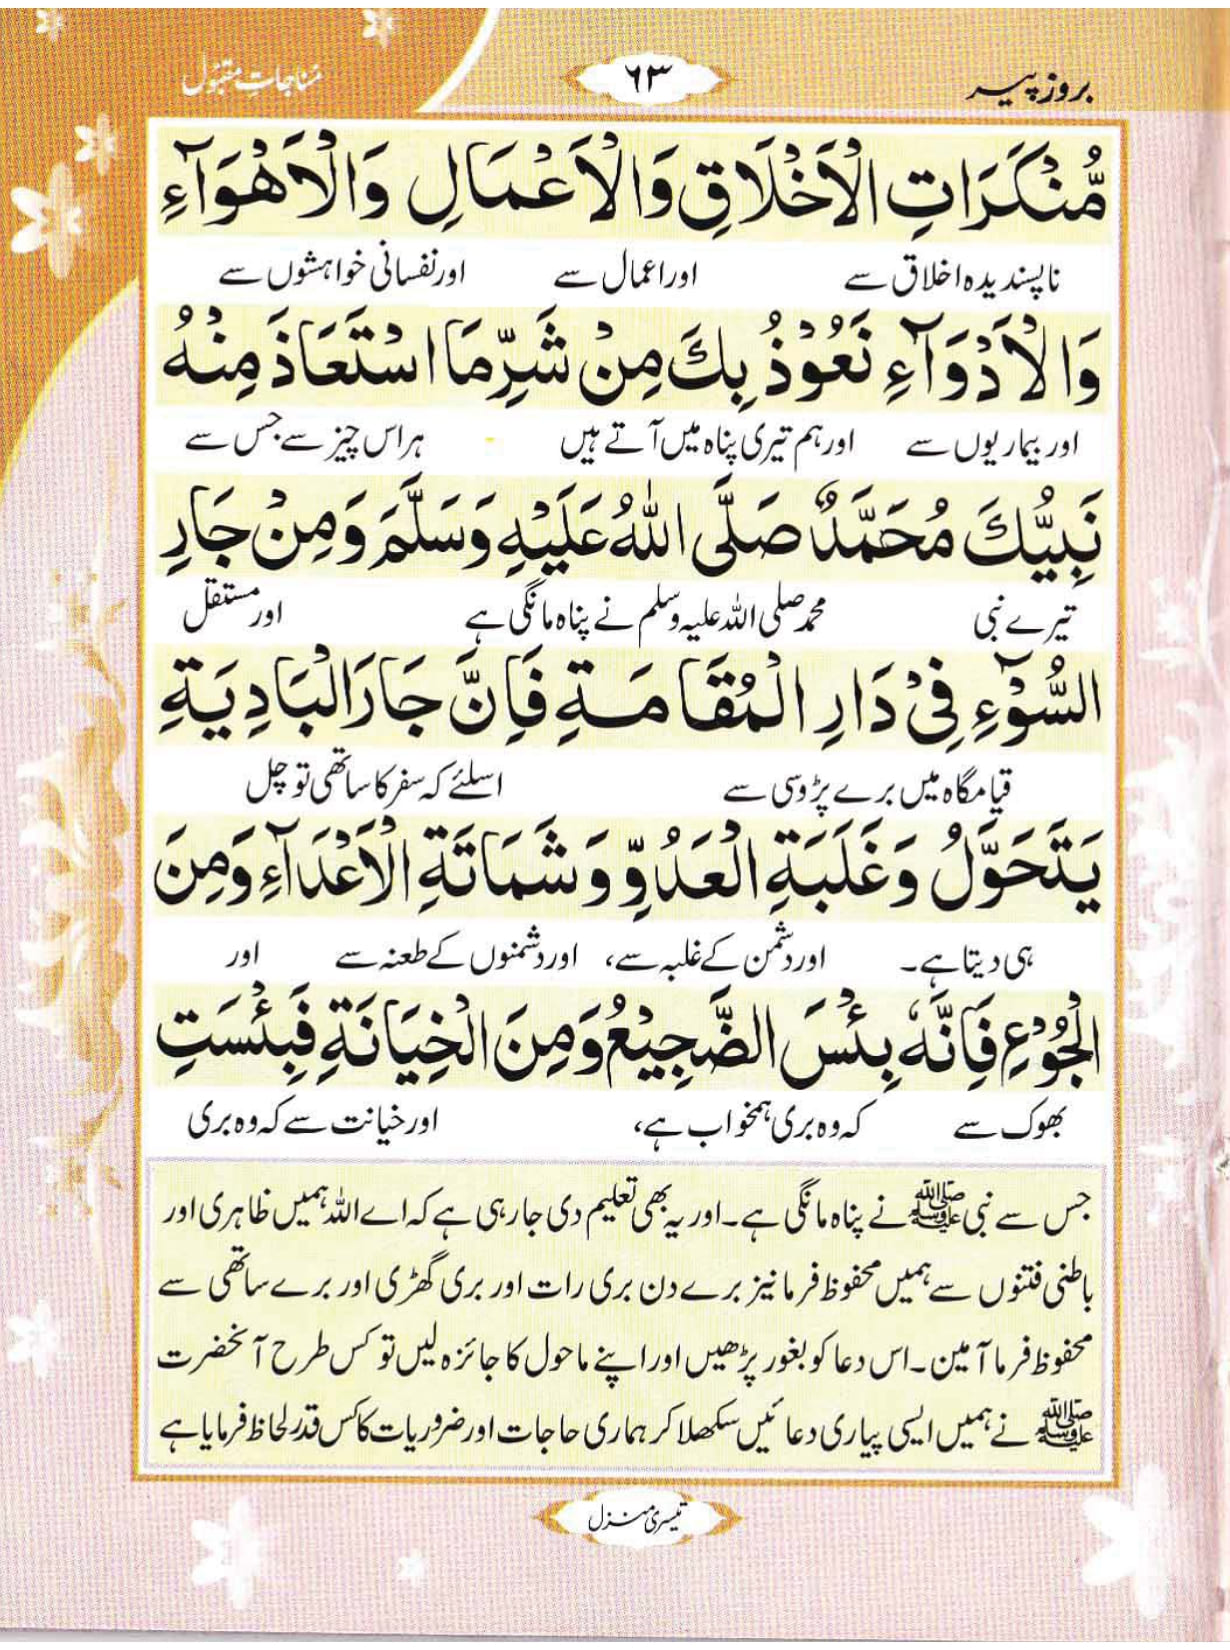 بروز پیر
۶۳
مُناجاتِ مقبُول
مُّنْكَرَاتِ الْاَخْلَاقِ وَالْاَعْمَالِ وَالْاَهْوَآءِ
ناپسندیدہ اخلاق سے اور اعمال سے اور نفسانی خواہشوں سے
وَالْاَدْوَآءِ نَعُوْذُ بِكَ مِنْ شَرِّمَا اسْتَعَاذَ مِنْهُ
اور بیماریوں سے اور ہم تیری پناہ میں آتے ہیں ہر اس چیز سے جس سے
نَبِيُّكَ مُحَمَّدٌ صَلَّى اللّٰهُ عَلَيْهِ وَسَلَّمَ وَمِنْ جَارِ
تیرے نبی محمد صلی اللہ علیہ وسلم نے پناہ مانگی ہے اور مستقل
السُّوْٓءِ فِيْ دَارِ الْمُقَامَةِ فَاِنَّ جَارَ الْبَادِيَةِ
قیامگاہ میں برے پڑوسی سے اسلئے کہ سفر کا ساتھی تو چل
يَتَحَوَّلُ وَغَلَبَةِ الْعَدُوِّ وَشَمَاتَةِ الْاَعْدَآءِ وَمِنَ
ہی دیتا ہے۔ اور دشمن کے غلبہ سے، اور دشمنوں کے طعنہ سے اور
الْجُوْعِ فَاِنَّهٗ بِئْسَ الضَّجِيْعُ وَمِنَ الْخِيَانَةِ فَبِئْسَتِ
بھوک سے کہ وہ بری ہمخواب ہے، اور خیانت سے کہ وہ بری
جس سے نبی ﷺ نے پناہ مانگی ہے۔ اور یہ بھی تعلیم دی جارہی ہے کہ اے اللہ ہمیں ظاہری اور
باطنی فتنوں سے ہمیں محفوظ فرما نیز برے دن بری رات اور بری گھڑی اور برے ساتھی سے
محفوظ فرما آمین۔ اس دعا کو بغور پڑھیں اور اپنے ماحول کا جائزہ لیں تو کس طرح آنحضرت
ﷺ نے ہمیں ایسی پیاری دعائیں سکھلا کر ہماری حاجات اور ضروریات کا کس قدر لحاظ فرمایا ہے
تیسری منزل